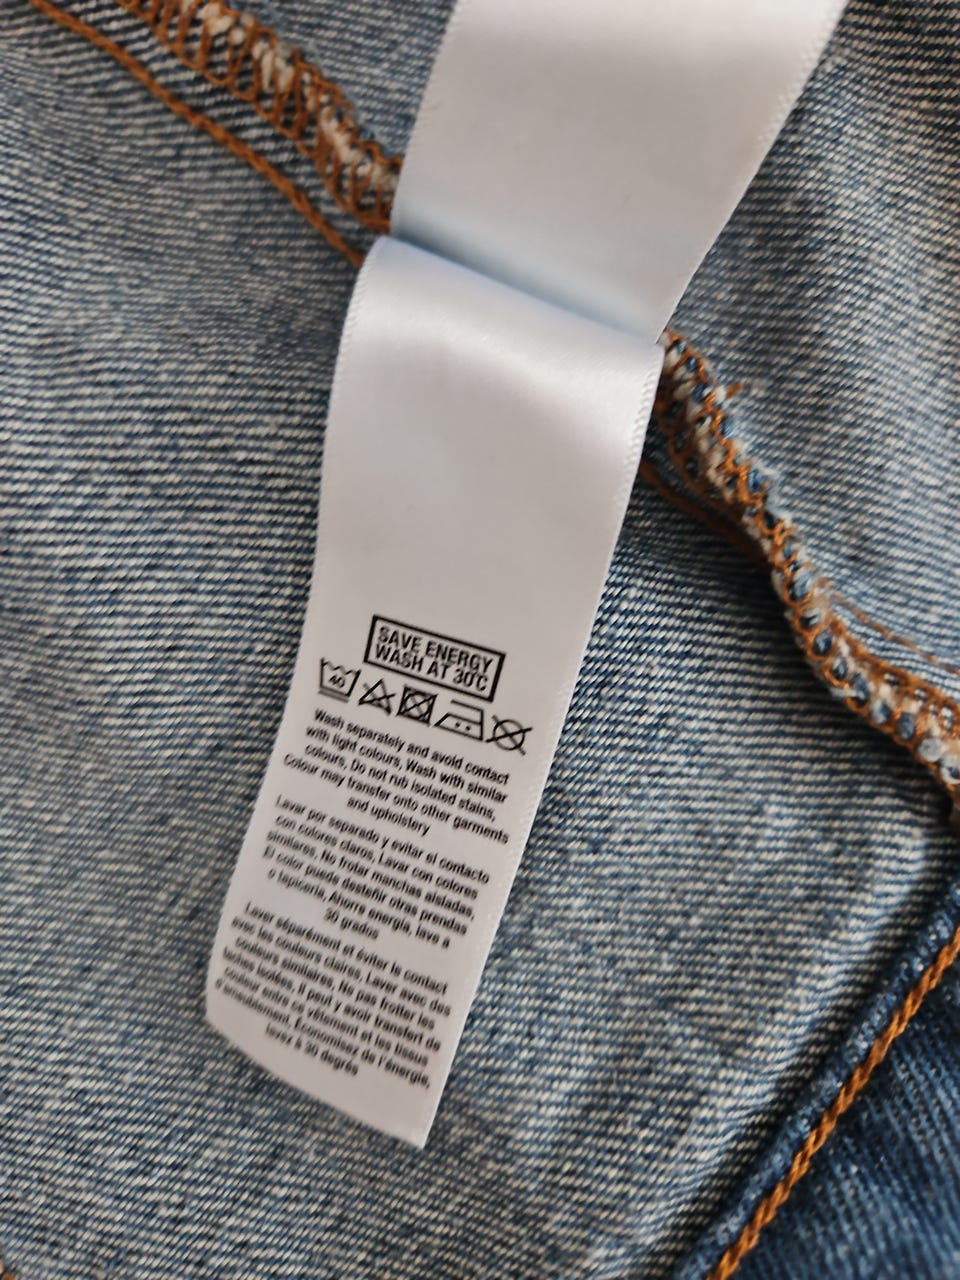 SAVE ENERGY
WASH AT 30°C
40
Wash separately and avoid contact
with light colours, Wash with similar
colours, Do not rub isolated stains,
Colour may transfer onto other garments
and upholstery
Lavar por separado y evitar si contacto
con colores claros, Lavar con colores
similares, No frotar manchas aisladas,
El color puede desteñir otras prendas
o tapicería, Ahorre energía, lave a
30 grados
Laver séparément et éviter le contact
avec les couleurs claires, Laver avec des
couleurs similaires, Ne pas frotter les
taches isolées, Il peut y avoir transfert de
couleur entre ce vêtement et les tissus
d'ameublement, Économisez de l'énergie,
lavez à 30 degrés